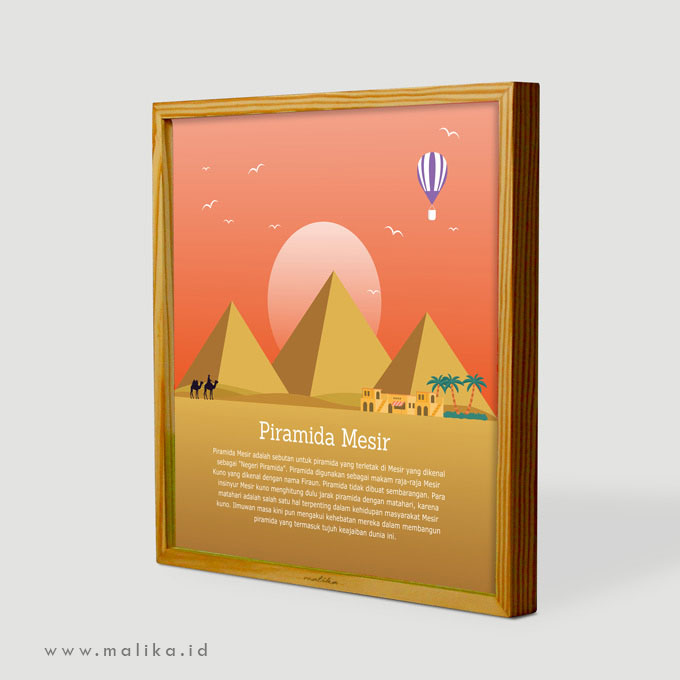 Piramida Mesir
Piramida Mesir adalah sebutan untuk piramida yang terletak di Mesir yang dikenal
sebagai "Negeri Piramida". Piramida digunakan sebagai makam raja-raja Mesir
Kuno yang dikenal dengan nama Firaun. Piramida tidak dibuat sembarangan. Para
insinyur Mesir kuno menghitung dulu jarak piramida dengan matahari, karena
matahari adalah salah satu hal terpenting dalam kehidupan masyarakat Mesir
kuno. Ilmuwan masa kini pun mengakui kehebatan mereka dalam membangun
piramida yang termasuk tujuh keajaiban dunia ini.
malika
www.malika.id